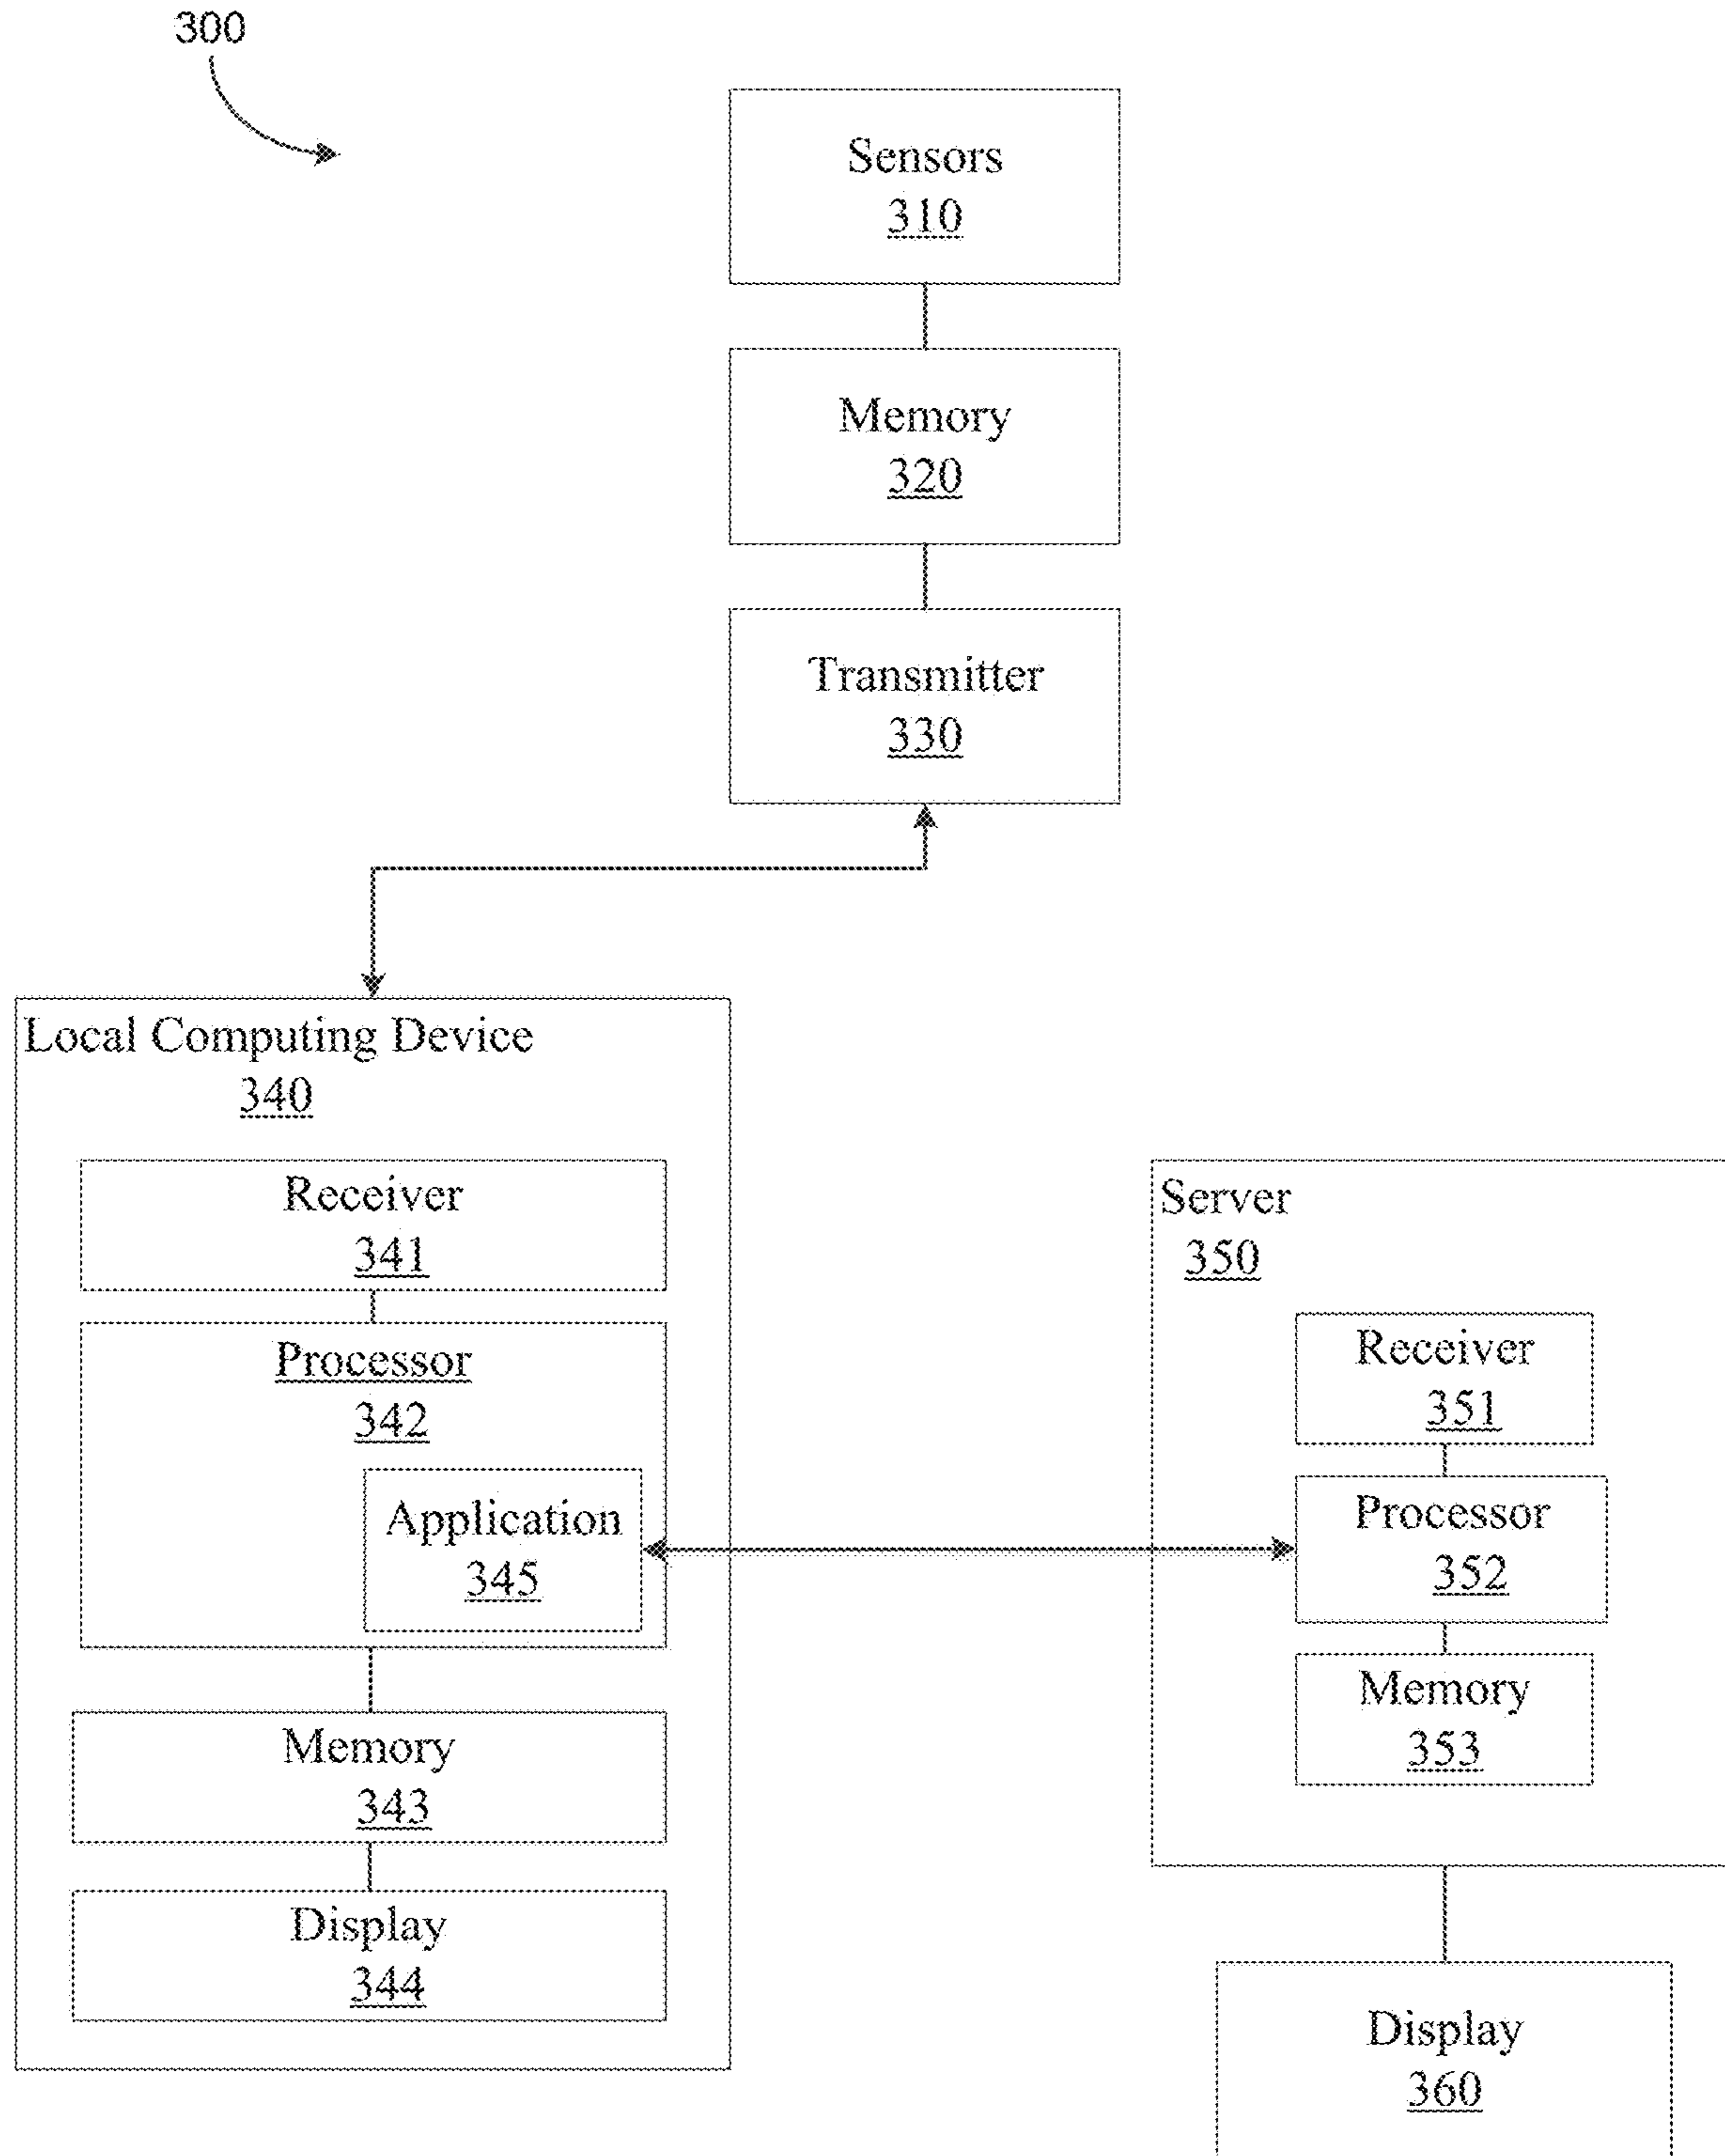 300
Sensors
310
Memory
320
Transmitter
330
Local Computing Device
340
Receiver
341
Processor
342
Application
345
Memory
343
Display
344
Server
350
Receiver
351
Processor
352
Memory
353
Display
360